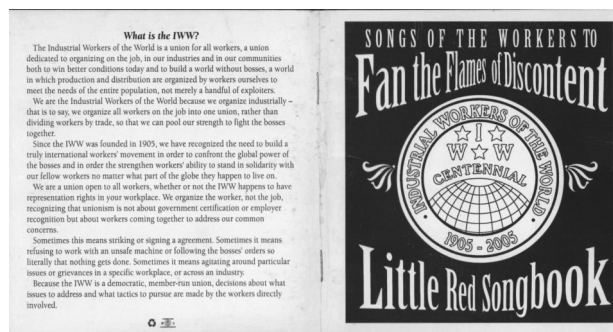 What is the IWW?
The Industrial Workers of the World is a union for all workers, a union
dedicated to organizing on the job, in our industries and in our communities
both to win better conditions today and to build a world without bosses, a world
in which production and distribution are organized by workers ourselves to
meet the needs of the entire population, not merely a handful of exploiters.
We are the Industrial Workers of the World because we organize industrially –
that is to say, we organize all workers on the job into one union, rather than
dividing workers by trade, so that we can pool our strength to fight the bosses
together.
Since the IWW was founded in 1905, we have recognized the need to build a
truly international workers' movement in order to confront the global power of
the bosses and in order the strengthen workers' ability to stand in solidarity with
our fellow workers no matter what part of the globe they happen to live on.
We are a union open to all workers, whether or not the IWW happens to have
representation rights in your workplace. We organize the worker, not the job,
recognizing that unionism is not about government certification or employer
recognition but about workers coming together to address our common
concerns.
Sometimes this means striking or signing a agreement. Sometimes it means
refusing to work with an unsafe machine or following the bosses' orders so
literally that nothing gets done. Sometimes it means agitating around particular
issues or grievances in a specific workplace, or across an industry.
Because the IWW is a democratic, member-run union, decisions about what
issues to address and what tactics to pursue are made by the workers directly
involved.
SONGS OF THE WORKERS TO
Fan the Flames of Discontent
INDUSTRIAL WORKERS OF THE WORLD
I
W W
CENTENNIAL
1905 - 2005
Little Red Songbook